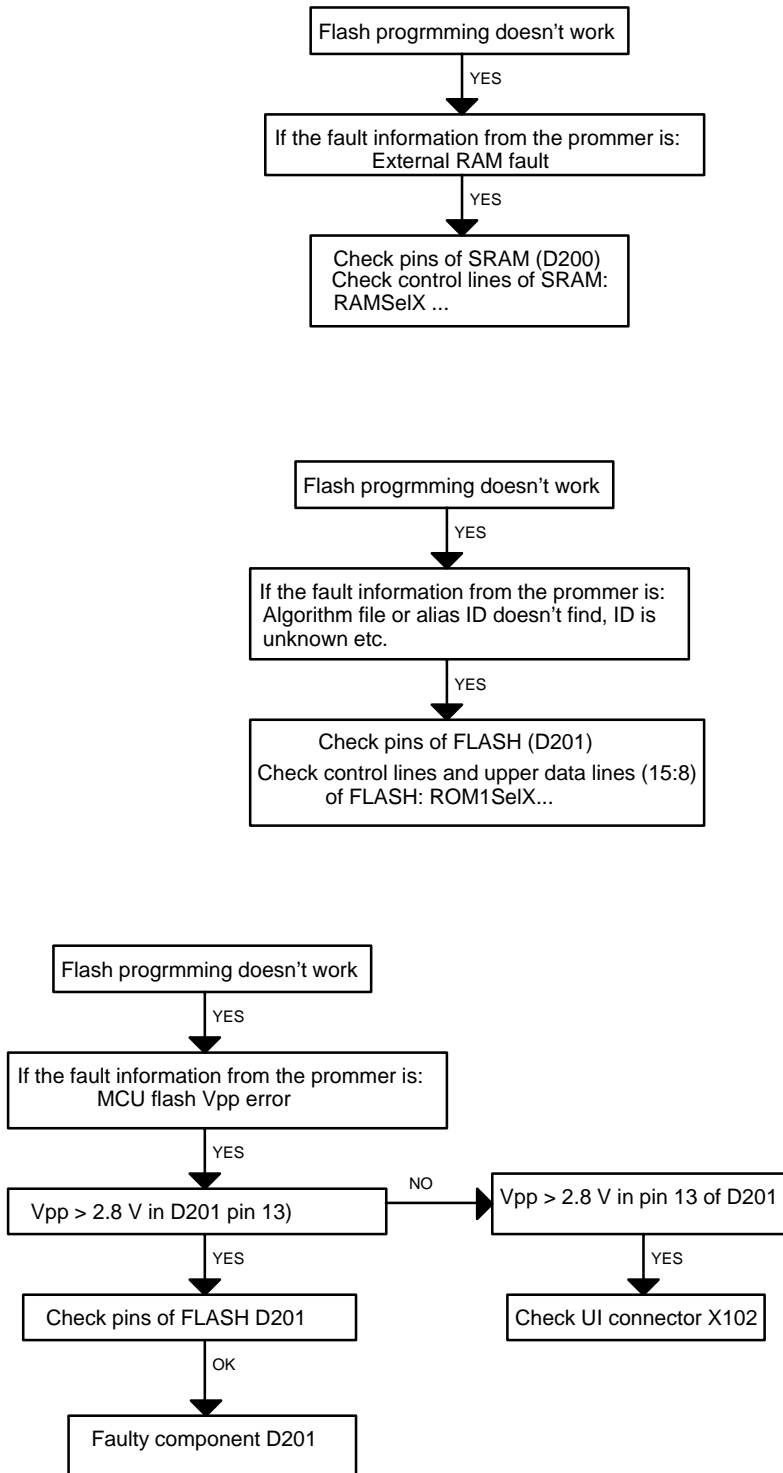 Flash progrmming doesn't work
YES
If the fault information from the prommer is:
External RAM fault
YES
Check pins of SRAM (D200)
Check control lines of SRAM:
RAMSelX ...
Flash progrmming doesn't work
YES
If the fault information from the prommer is:
Algorithm file or alias ID doesn't find, ID is
unknown etc.
YES
Check pins of FLASH (D201)
Check control lines and upper data lines (15:8)
of FLASH: ROM1SelX...
Flash progrmming doesn't work
YES
If the fault information from the prommer is:
MCU flash Vpp error
YES
Vpp > 2.8 V in D201 pin 13)
NO
Vpp > 2.8 V in pin 13 of D201
YES
YES
Check pins of FLASH D201
Check UI connector X102
OK
Faulty component D201